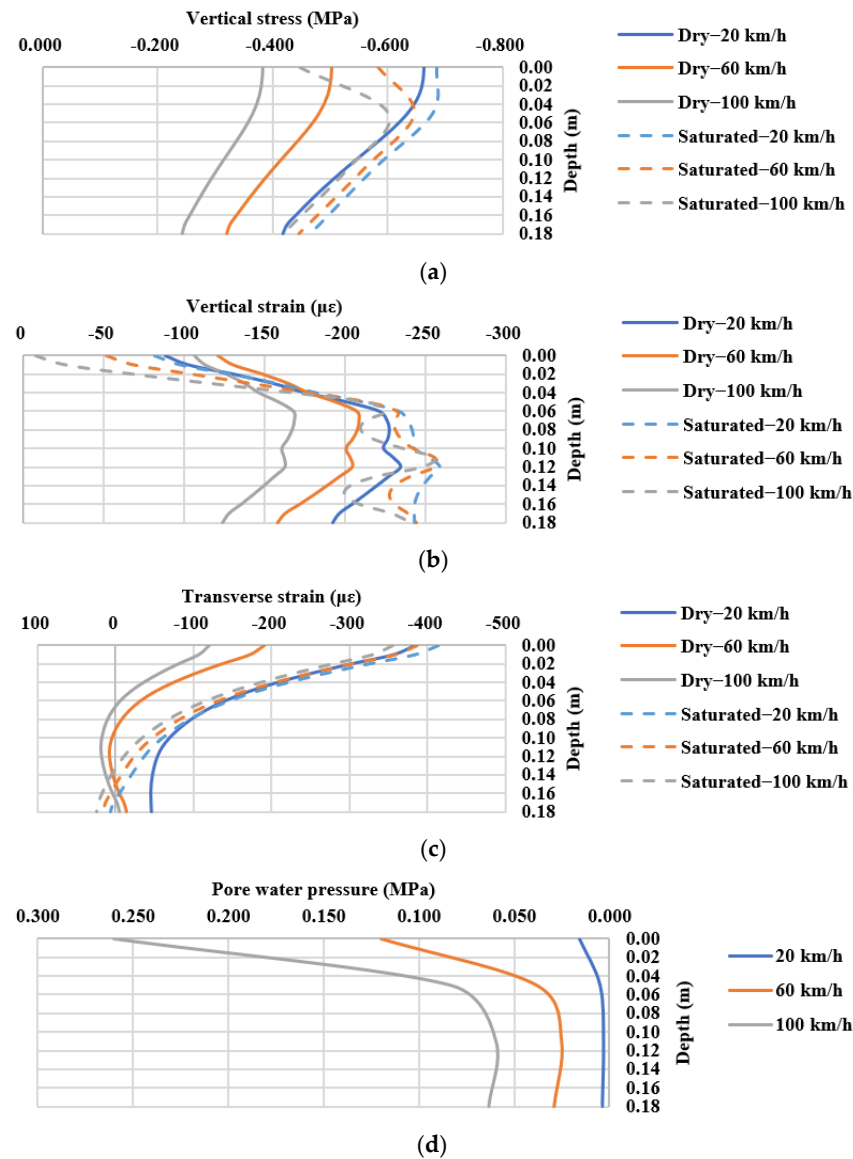 Vertical stress (MPa)
0.000 -0.200 -0.400 -0.600 -0.800
0.00
0.02
0.04
0.06
0.08
0.10
0.12
0.14
0.16
0.18
Depth (m)
Dry−20 km/h
Dry−60 km/h
Dry−100 km/h
Saturated−20 km/h
Saturated−60 km/h
Saturated−100 km/h
(a)
Vertical strain (με)
0 -50 -100 -150 -200 -250 -300
0.00
0.02
0.04
0.06
0.08
0.10
0.12
0.14
0.16
0.18
Depth (m)
Dry−20 km/h
Dry−60 km/h
Dry−100 km/h
Saturated−20 km/h
Saturated−60 km/h
Saturated−100 km/h
(b)
Transverse strain (με)
100 0 -100 -200 -300 -400 -500
0.00
0.02
0.04
0.06
0.08
0.10
0.12
0.14
0.16
0.18
Depth (m)
Dry−20 km/h
Dry−60 km/h
Dry−100 km/h
Saturated−20 km/h
Saturated−60 km/h
Saturated−100 km/h
(c)
Pore water pressure (MPa)
0.300 0.250 0.200 0.150 0.100 0.050 0.000
0.00
0.02
0.04
0.06
0.08
0.10
0.12
0.14
0.16
0.18
Depth (m)
20 km/h
60 km/h
100 km/h
(d)